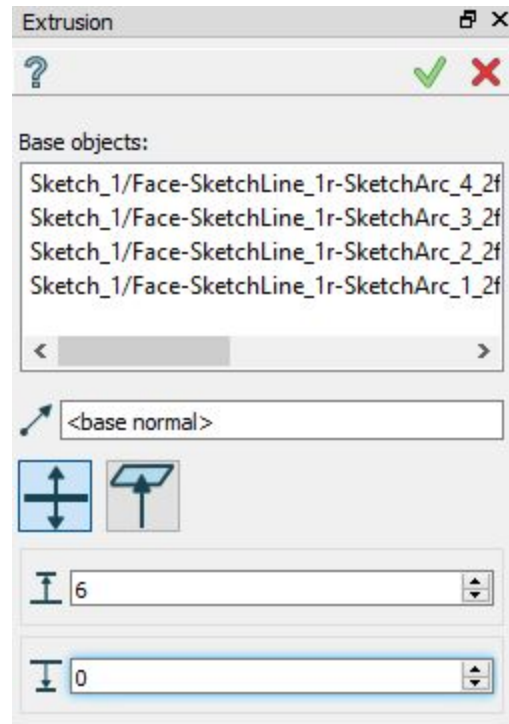 Extrusion
Base objects:
Sketch_1/Face-SketchLine_1r-SketchArc_4_2f
Sketch_1/Face-SketchLine_1r-SketchArc_3_2f
Sketch_1/Face-SketchLine_1r-SketchArc_2_2f
Sketch_1/Face-SketchLine_1r-SketchArc_1_2f
<base normal>
6
0